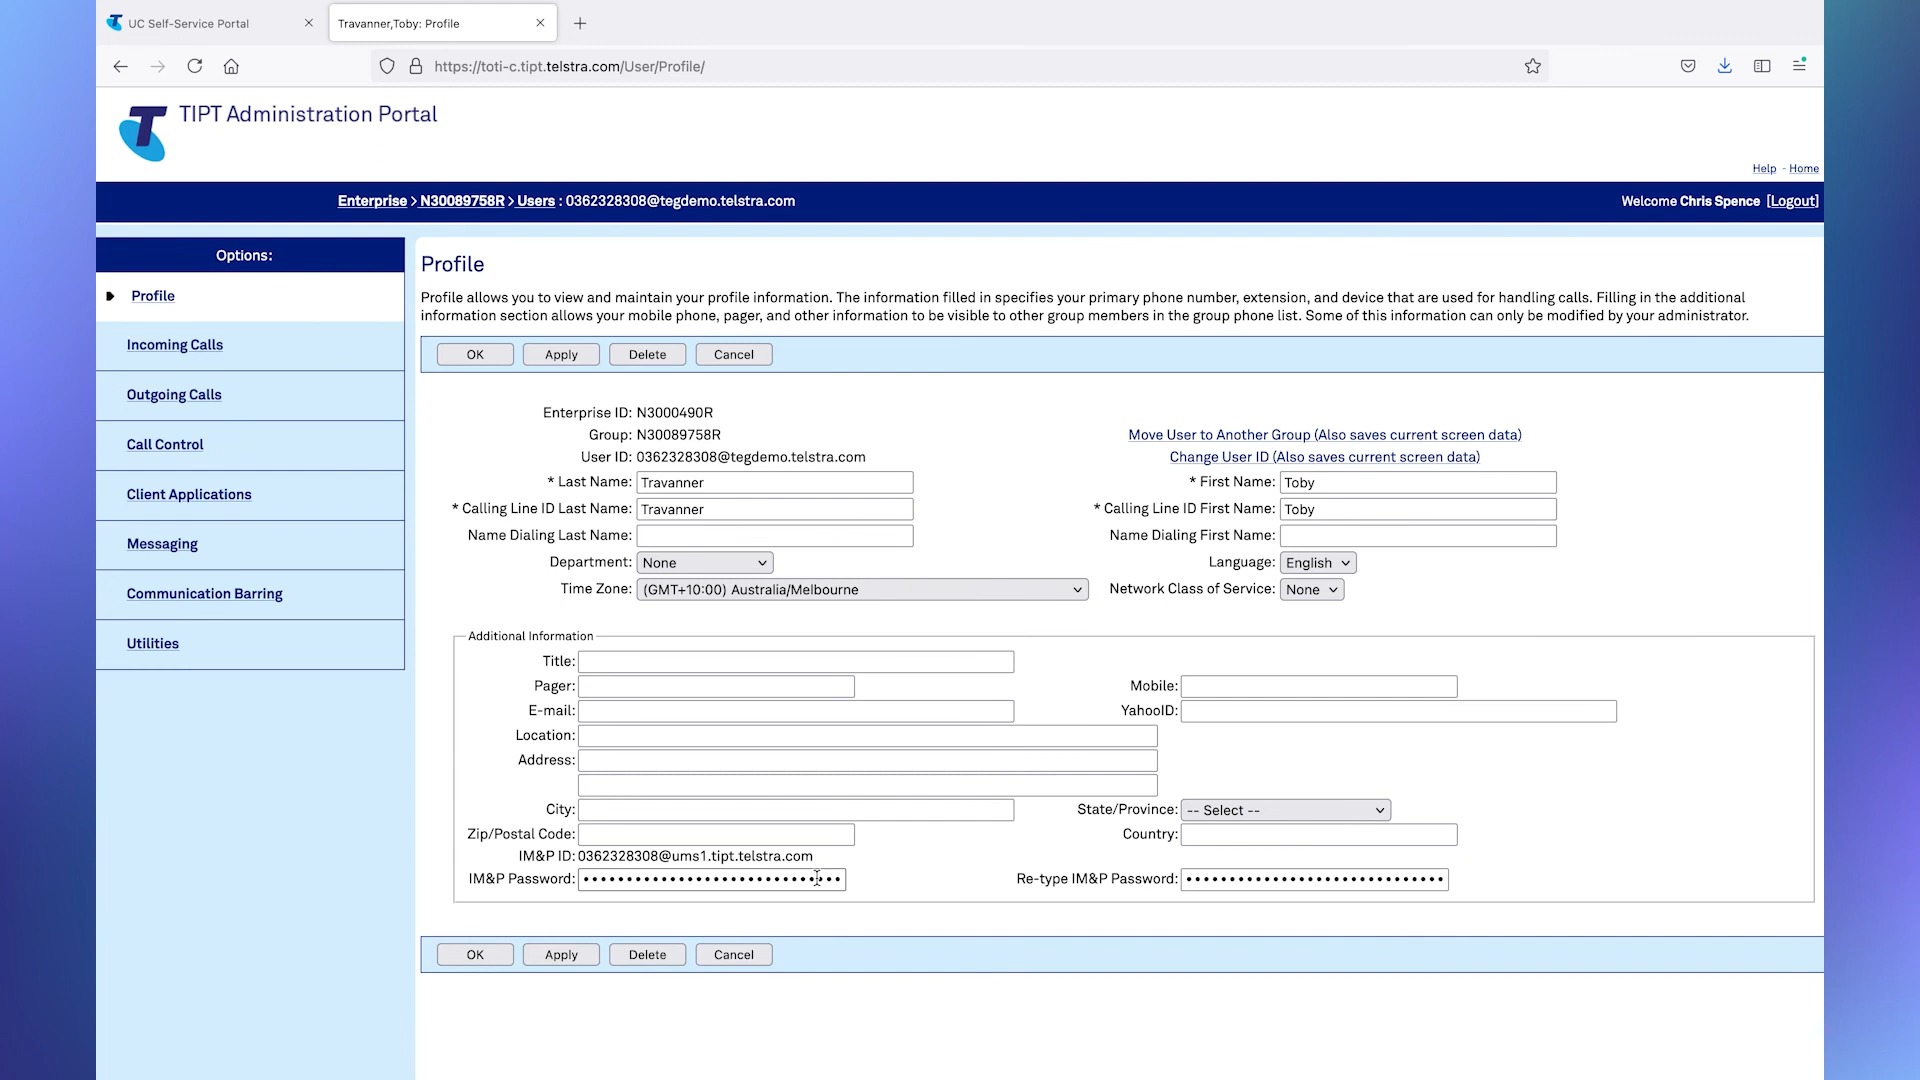 UC Self-Service Portal
Travanner,Toby: Profile
https://toti-c.tipt.telstra.com/User/Profile/
TIPT Administration Portal
Help - Home
Enterprise > N30089758R > Users : 0362328308@tegdemo.telstra.com
Welcome Chris Spence [Logout]
Options:
Profile
Incoming Calls
Outgoing Calls
Call Control
Client Applications
Messaging
Communication Barring
Utilities
Profile
Profile allows you to view and maintain your profile information. The information filled in specifies your primary phone number, extension, and device that are used for handling calls. Filling in the additional
information section allows your mobile phone, pager, and other information to be visible to other group members in the group phone list. Some of this information can only be modified by your administrator.
OK Apply Delete Cancel
Enterprise ID: N3000490R
Group: N30089758R
Move User to Another Group (Also saves current screen data)
User ID: 0362328308@tegdemo.telstra.com
Change User ID (Also saves current screen data)
* Last Name: Travanner
* First Name: Toby
* Calling Line ID Last Name: Travanner
* Calling Line ID First Name: Toby
Name Dialing Last Name:
Name Dialing First Name:
Department: None
Language: English
Time Zone: (GMT+10:00) Australia/Melbourne
Network Class of Service: None
Additional Information
Title:
Pager:
Mobile:
E-mail:
YahooID:
Location:
Address:
City:
State/Province: -- Select --
Zip/Postal Code:
Country:
IM&P ID: 0362328308@ums1.tipt.telstra.com
IM&P Password:
Re-type IM&P Password:
OK Apply Delete Cancel